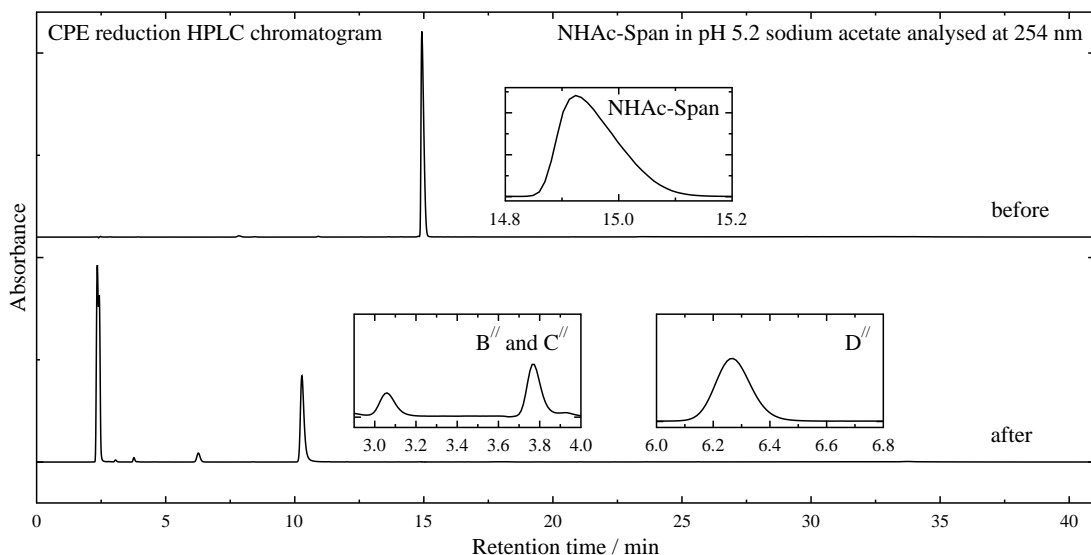 CPE reduction HPLC chromatogram
NHAc-Span in pH 5.2 sodium acetate analysed at 254 nm
NHAc-Span
14.8 15.0 15.2
before
Absorbance
B// and C//
3.0 3.2 3.4 3.6 3.8 4.0
D//
6.0 6.2 6.4 6.6 6.8
after
0 5 10 15 20 25 30 35 40
Retention time / min